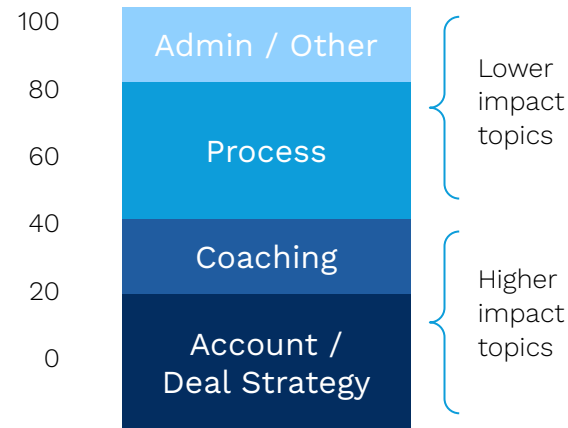 100
80
60
40
20
0
Admin / Other
Process
Coaching
Account /
Deal Strategy
Lower
impact
topics
Higher
impact
topics